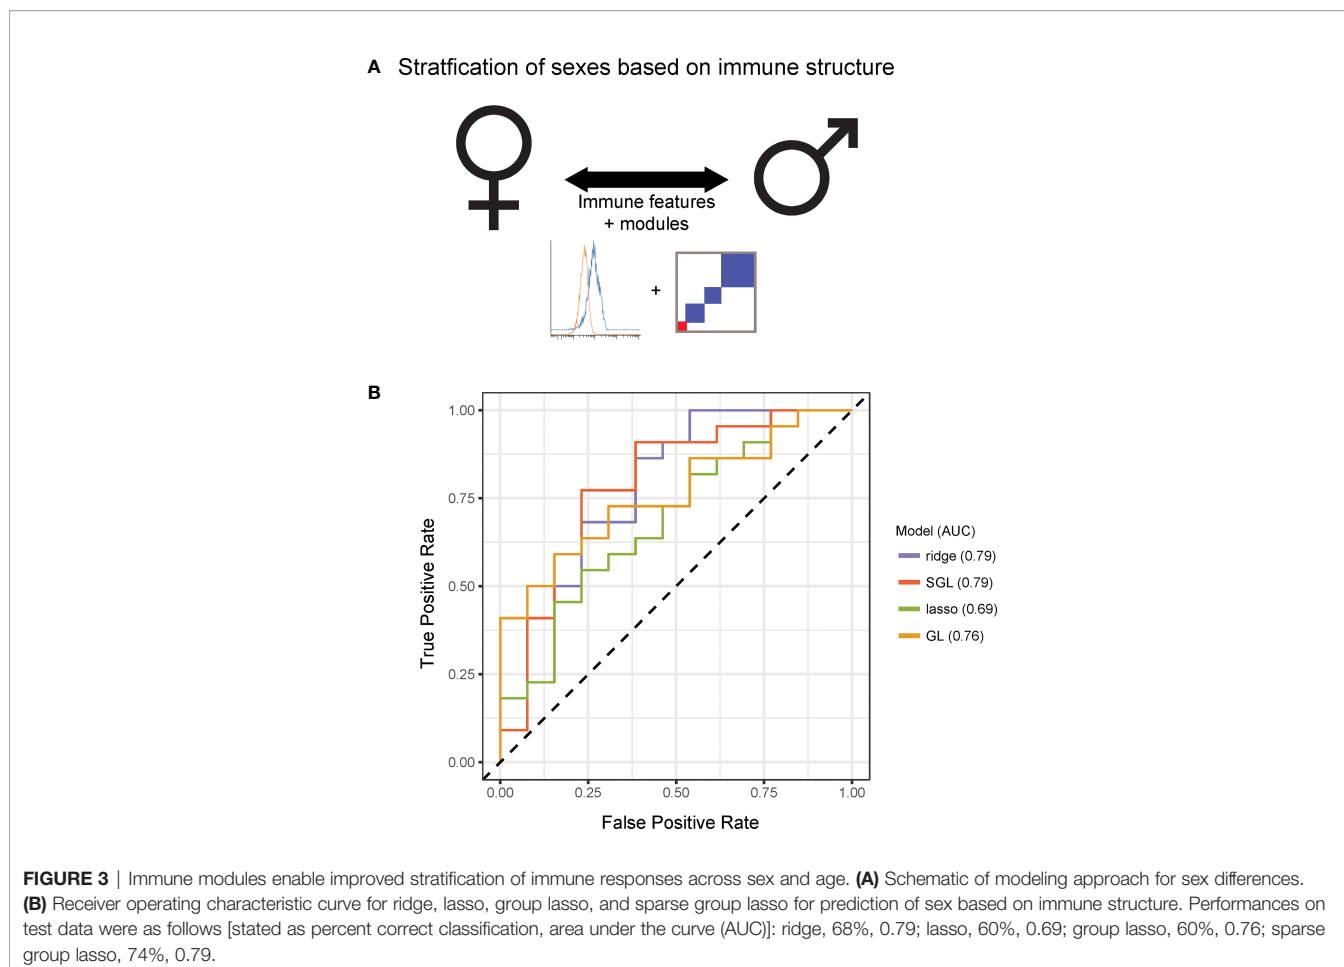 A Stratfication of sexes based on immune structure
Immune features
+ modules
+
B
1.00
0.75
0.50
0.25
0.00
True Positive Rate
0.00 0.25 0.50 0.75 1.00
False Positive Rate
Model (AUC)
ridge (0.79)
SGL (0.79)
lasso (0.69)
GL (0.76)
FIGURE 3 | Immune modules enable improved stratification of immune responses across sex and age. (A) Schematic of modeling approach for sex differences.
(B) Receiver operating characteristic curve for ridge, lasso, group lasso, and sparse group lasso for prediction of sex based on immune structure. Performances on
test data were as follows [stated as percent correct classification, area under the curve (AUC)]: ridge, 68%, 0.79; lasso, 60%, 0.69; group lasso, 60%, 0.76; sparse
group lasso, 74%, 0.79.